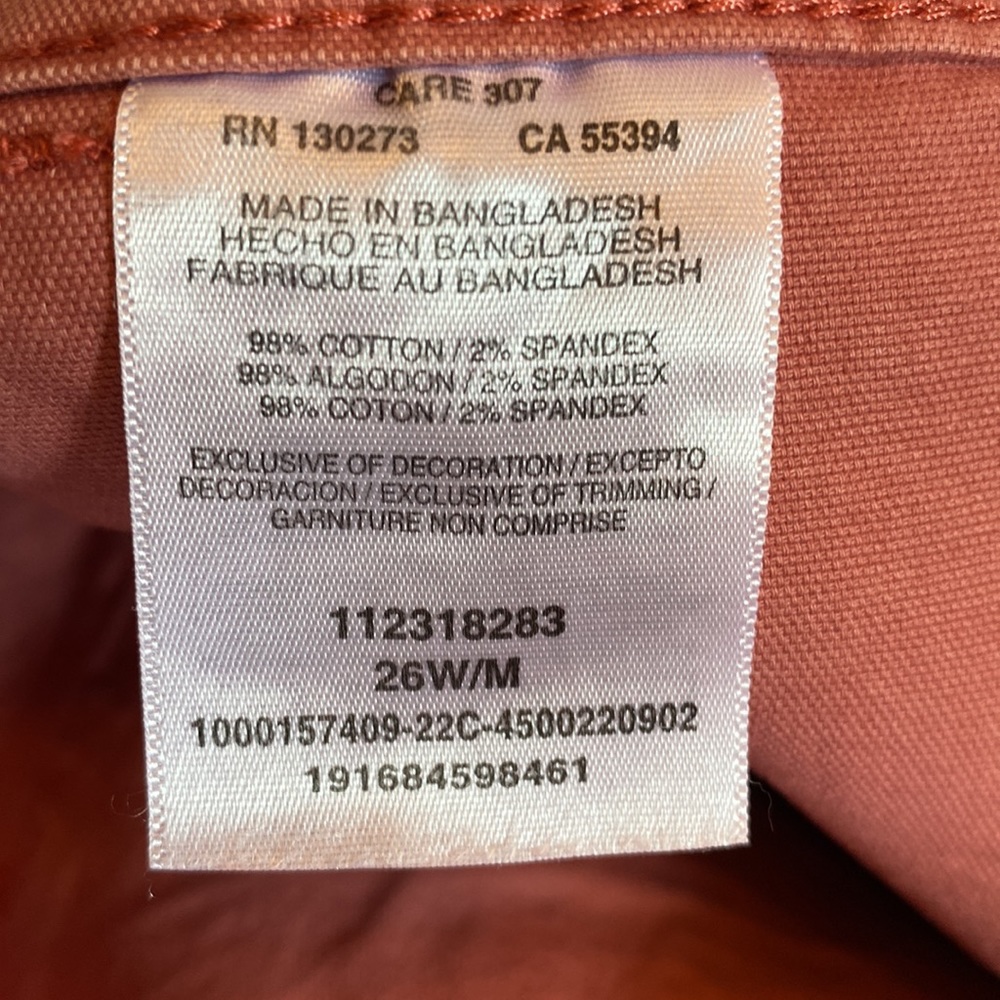 CARE 307
RN 130273 CA 55394
MADE IN BANGLADESH
HECHO EN BANGLADESH
FABRIQUE AU BANGLADESH
98% COTTON / 2% SPANDEX
98% ALGODON / 2% SPANDEX
98% COTON / 2% SPANDEX
EXCLUSIVE OF DECORATION / EXCEPTO
DECORACION / EXCLUSIVE OF TRIMMING /
GARNITURE NON COMPRISE
112318283
26W/M
1000157409-22C-4500220902
191684598461